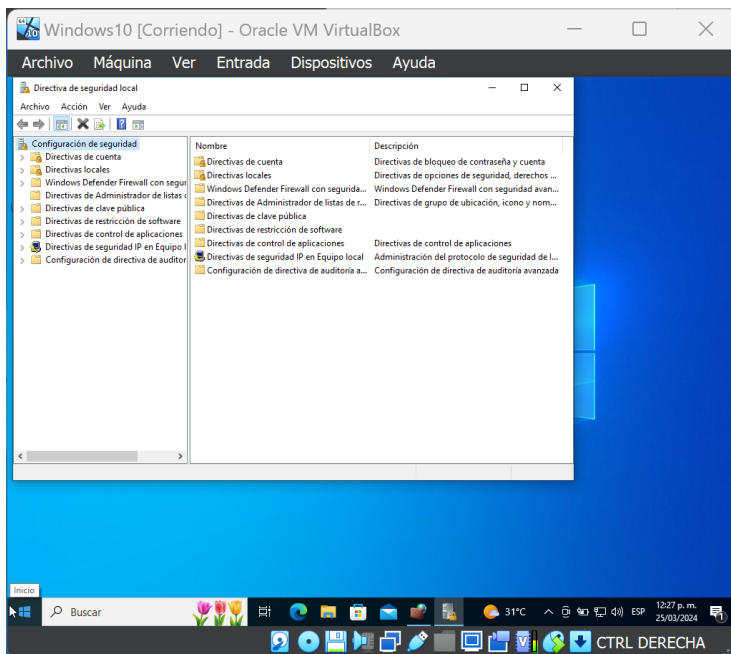 Windows10 [Corriendo] - Oracle VM VirtualBox
Archivo Máquina Ver Entrada Dispositivos Ayuda
Directiva de seguridad local
Archivo Acción Ver Ayuda
Configuración de seguridad
Directivas de cuenta
Directivas locales
Windows Defender Firewall con segur
Directivas de Administrador de listas
Directivas de clave pública
Directivas de restricción de software
Directivas de control de aplicaciones
Directivas de seguridad IP en Equipo l
Configuración de directiva de auditor
Nombre Descripción
Directivas de cuenta Directivas de bloqueo de contraseña y cuenta
Directivas locales Directivas de opciones de seguridad, derechos ...
Windows Defender Firewall con segurida... Windows Defender Firewall con seguridad avan...
Directivas de Administrador de listas de r... Directivas de grupo de ubicación, icono y nom...
Directivas de clave pública
Directivas de restricción de software
Directivas de control de aplicaciones Directivas de control de aplicaciones
Directivas de seguridad IP en Equipo local Administración del protocolo de seguridad de l...
Configuración de directiva de auditoría a... Configuración de directiva de auditoría avanzada
Inicio
Buscar 31°C ESP 12:27 p. m.
25/03/2024
CTRL DERECHA